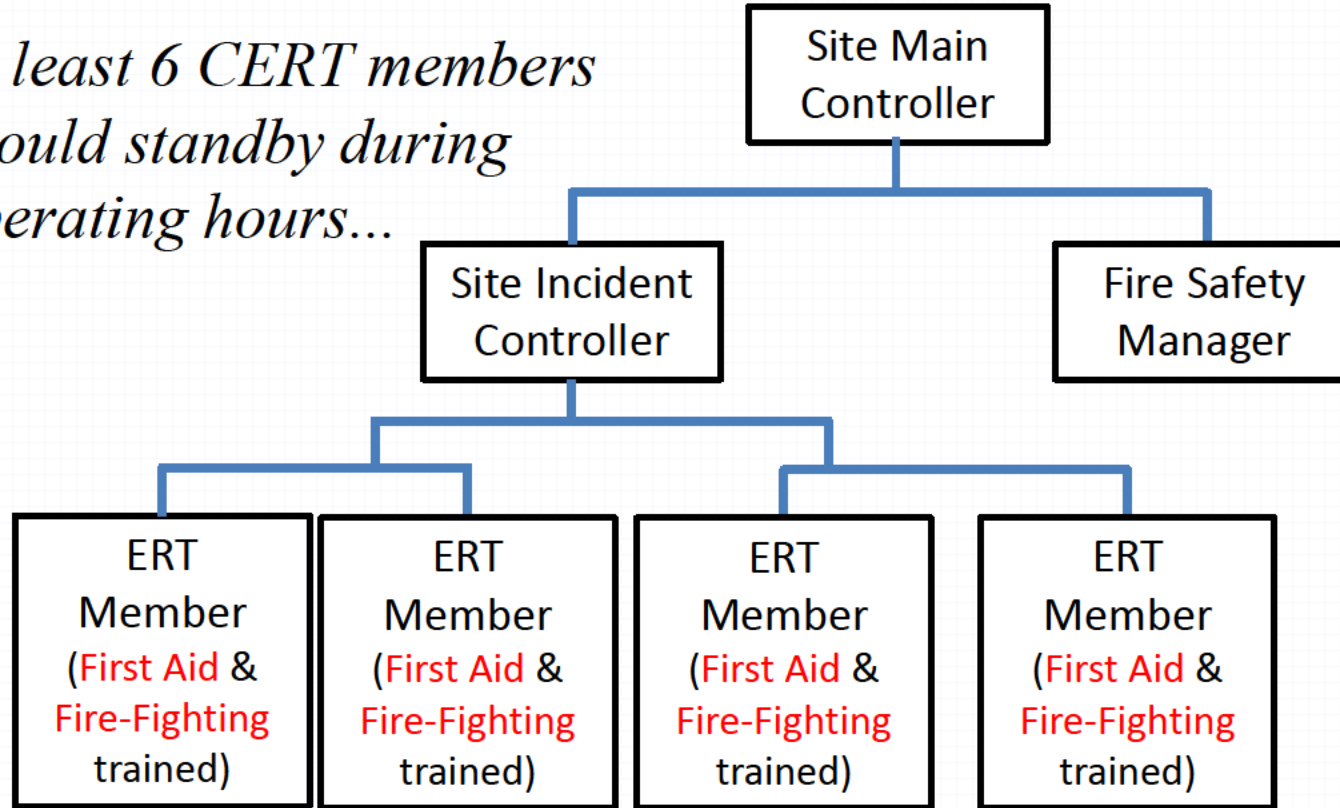 least 6 CERT members
ould standby during
perating hours...
Site Main
Controller
Site Incident
Controller
Fire Safety
Manager
ERT
Member
(First Aid &
Fire-Fighting
trained)
ERT
Member
(First Aid &
Fire-Fighting
trained)
ERT
Member
(First Aid &
Fire-Fighting
trained)
ERT
Member
(First Aid &
Fire-Fighting
trained)